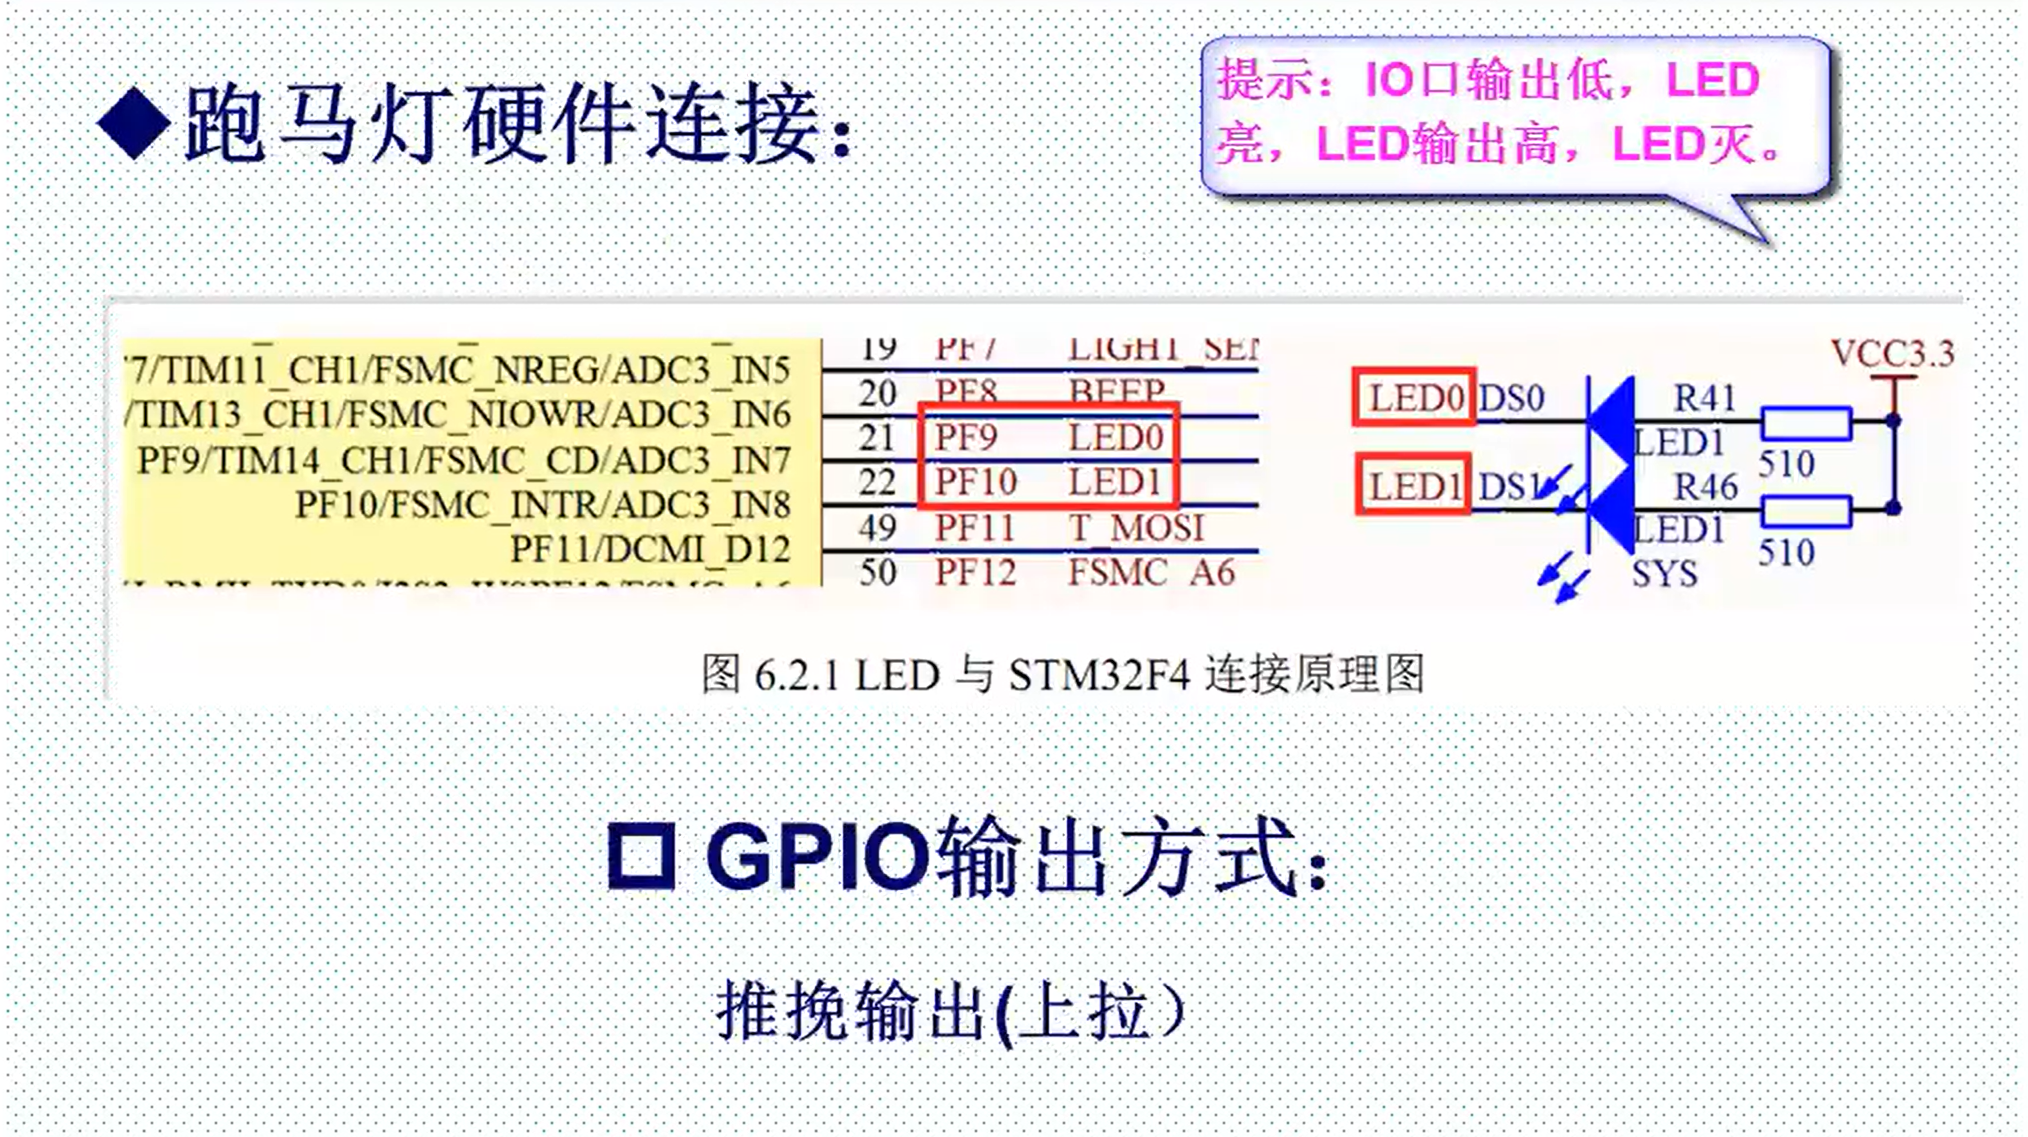 跑马灯硬件连接：
提示：IO口输出低，LED
亮，LED输出高，LED灭。
7/TIM11_CH1/FSMC_NREG/ADC3_IN5
/TIM13_CH1/FSMC_NIOWR/ADC3_IN6
PF9/TIM14_CH1/FSMC_CD/ADC3_IN7
PF10/FSMC_INTR/ADC3_IN8
PF11/DCMI_D12
19 PF7 LIGHT_SEN
20 PF8 BEEP
21 PF9 LED0
22 PF10 LED1
49 PF11 T_MOSI
50 PF12 FSMC_A6
VCC3.3
LED0 DS0 R41
LED1 510
LED1 DS1 R46
LED1 510
SYS
图 6.2.1 LED 与 STM32F4 连接原理图
GPIO输出方式：
推挽输出(上拉）